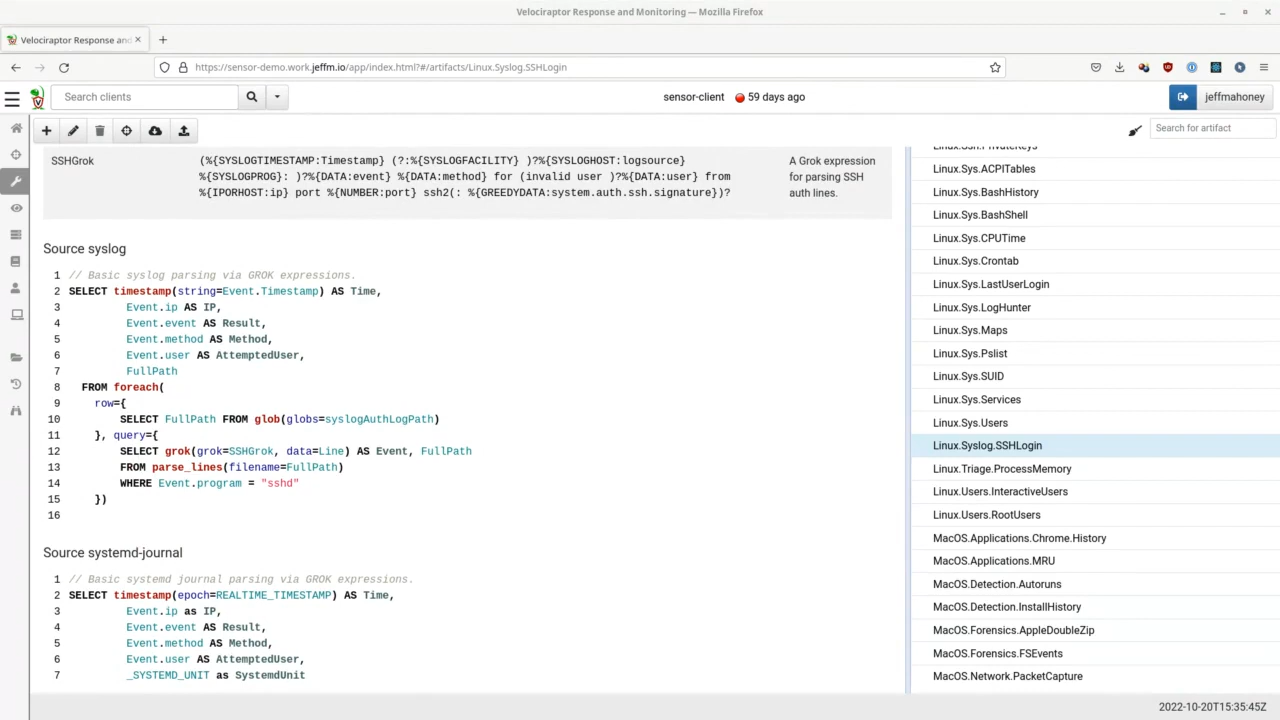 Velociraptor Response and Monitoring — Mozilla Firefox
Velociraptor Response and
https://sensor-demo.work.jeffm.io/app/index.html?#/artifacts/Linux.Syslog.SSHLogin
Search clients
sensor-client
59 days ago
jeffmahoney
Search for artifact
SSHGrok
(%{SYSLOGTIMESTAMP:Timestamp} (?:%{SYSLOGFACILITY} )?%{SYSLOGHOST:logsource}
%{SYSLOGPROG}: )?%{DATA:event} %{DATA:method} for (invalid user )?%{DATA:user} from
%{IPORHOST:ip} port %{NUMBER:port} ssh2(: %{GREEDYDATA:system.auth.ssh.signature})?
A Grok expression
for parsing SSH
auth lines.
Source syslog
1 // Basic syslog parsing via GROK expressions.
2 SELECT timestamp(string=Event.Timestamp) AS Time,
3 Event.ip AS IP,
4 Event.event AS Result,
5 Event.method AS Method,
6 Event.user AS AttemptedUser,
7 FullPath
8 FROM foreach(
9 row={
10 SELECT FullPath FROM glob(globs=syslogAuthLogPath)
11 }, query={
12 SELECT grok(grok=SSHGrok, data=Line) AS Event, FullPath
13 FROM parse_lines(filename=FullPath)
14 WHERE Event.program = "sshd"
15 })
16
Source systemd-journal
1 // Basic systemd journal parsing via GROK expressions.
2 SELECT timestamp(epoch=REALTIME_TIMESTAMP) AS Time,
3 Event.ip as IP,
4 Event.event AS Result,
5 Event.method AS Method,
6 Event.user AS AttemptedUser,
7 _SYSTEMD_UNIT as SystemdUnit
Linux.Ssh.PrivateKeys
Linux.Sys.ACPITables
Linux.Sys.BashHistory
Linux.Sys.BashShell
Linux.Sys.CPUTime
Linux.Sys.Crontab
Linux.Sys.LastUserLogin
Linux.Sys.LogHunter
Linux.Sys.Maps
Linux.Sys.Pslist
Linux.Sys.SUID
Linux.Sys.Services
Linux.Sys.Users
Linux.Syslog.SSHLogin
Linux.Triage.ProcessMemory
Linux.Users.InteractiveUsers
Linux.Users.RootUsers
MacOS.Applications.Chrome.History
MacOS.Applications.MRU
MacOS.Detection.Autoruns
MacOS.Detection.InstallHistory
MacOS.Forensics.AppleDoubleZip
MacOS.Forensics.FSEvents
MacOS.Network.PacketCapture
2022-10-20T15:35:45Z